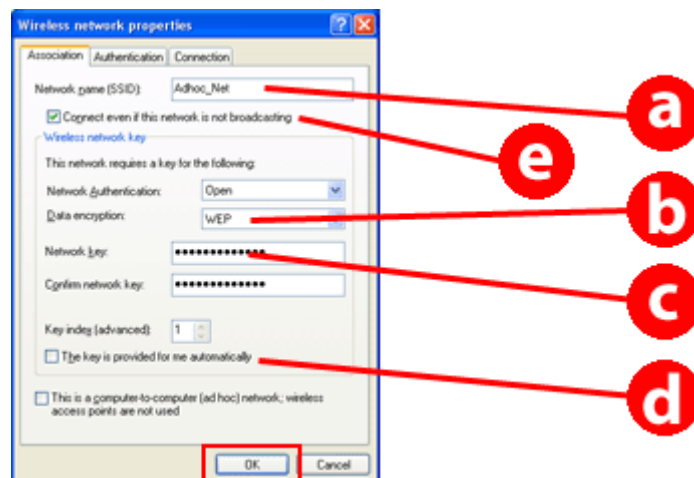 Wireless network properties
Association Authentication Connection
Network name (SSID): Adhoc_Net
a
Connect even if this network is not broadcasting
e
Wireless network key
This network requires a key for the following:
Network Authentication: Open
Data encryption: WEP
b
Network key: •••••••••••••
c
Confirm network key: •••••••••••••
Key index (advanced): 1
The key is provided for me automatically
d
This is a computer-to-computer (ad hoc) network; wireless
access points are not used
OK Cancel